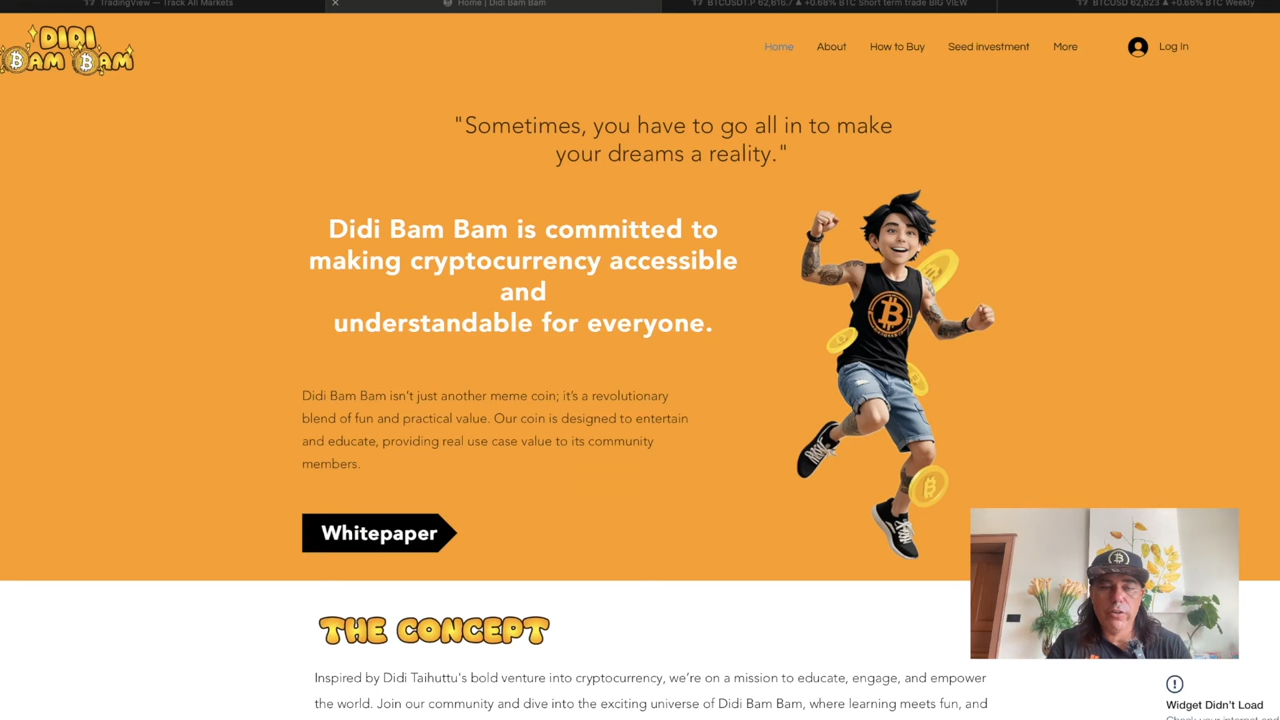 TradingView — Track All Markets
Home | Didi Bam Bam
BTCUSDT.P 62,616.7 ▲ +0.68% BTC Short term trade BIG VIEW
BTCUSD 62,623 ▲ +0.66% BTC Weekly
DIDI
BAM BAM
Home
About
How to Buy
Seed investment
More
Log In
"Sometimes, you have to go all in to make
your dreams a reality."
Didi Bam Bam is committed to
making cryptocurrency accessible
and
understandable for everyone.
Didi Bam Bam isn't just another meme coin; it's a revolutionary
blend of fun and practical value. Our coin is designed to entertain
and educate, providing real use case value to its community
members.
Whitepaper
THE CONCEPT
Inspired by Didi Taihuttu's bold venture into cryptocurrency, we're on a mission to educate, engage, and empower
the world. Join our community and dive into the exciting universe of Didi Bam Bam, where learning meets fun, and
Widget Didn't Load
Check your internet and